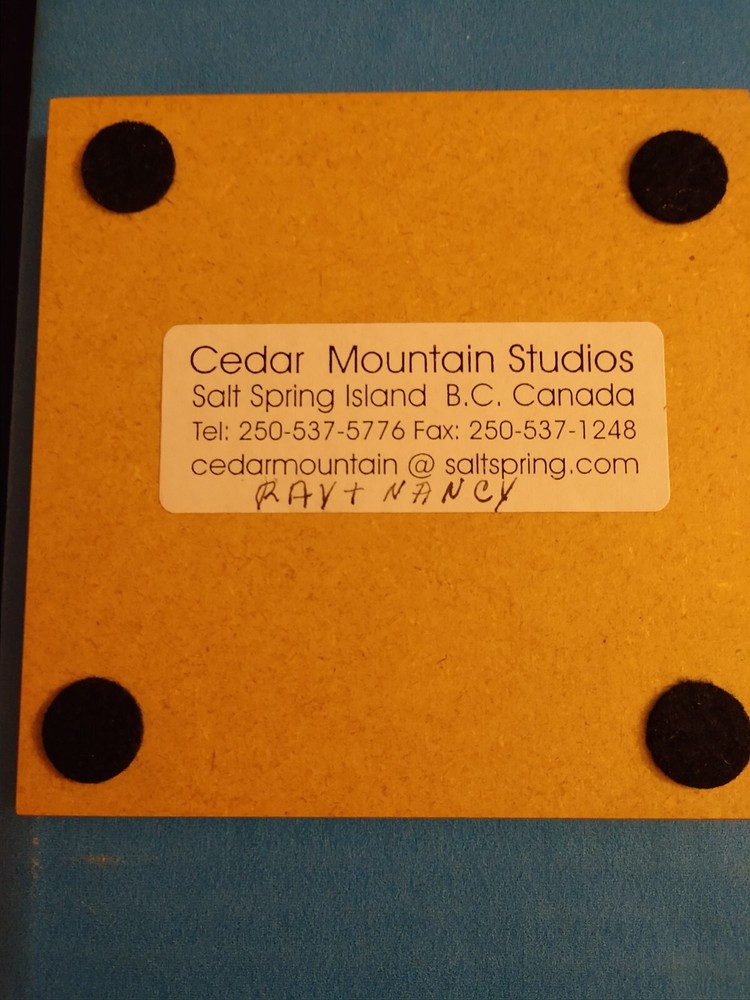 Cedar Mountain Studios
Salt Spring Island B.C. Canada
Tel: 250-537-5776 Fax: 250-537-1248
cedarmountain @ saltspring.com
RAY + NANCY